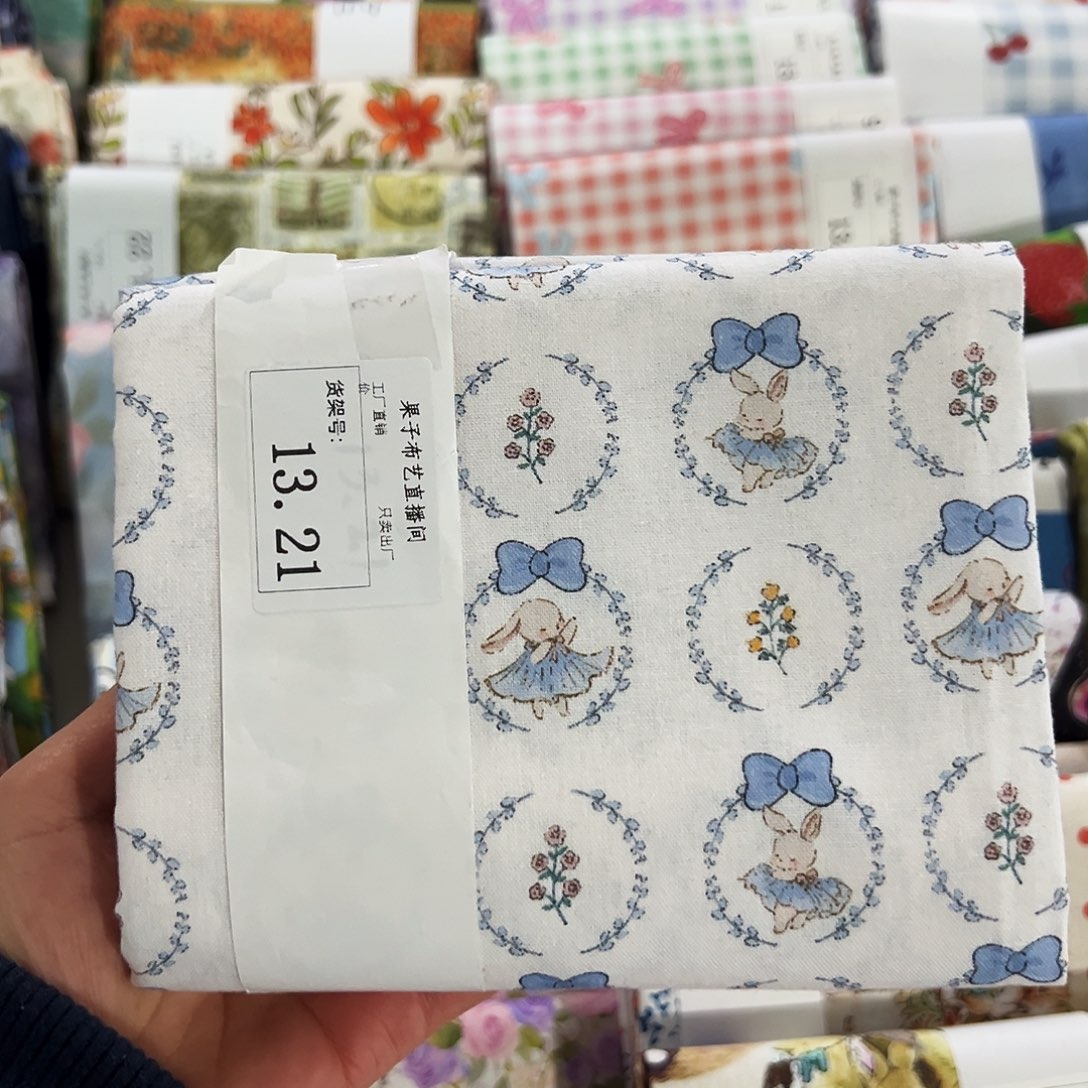 果子布艺直播间
工厂直销 只卖出厂
价
货架号:
13.21